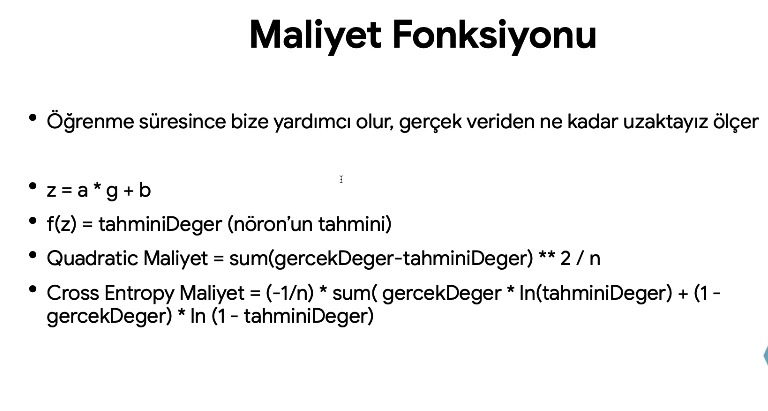 Maliyet Fonksiyonu
• Öğrenme süresince bize yardımcı olur, gerçek veriden ne kadar uzaktayız ölçer
• z = a * g + b
• f(z) = tahminiDeger (nöron’un tahmini)
• Quadratic Maliyet = sum(gercekDeger-tahminiDeger) ** 2 / n
• Cross Entropy Maliyet = (-1/n) * sum( gercekDeger * ln(tahminiDeger) + (1 -
gercekDeger) * ln (1 - tahminiDeger)